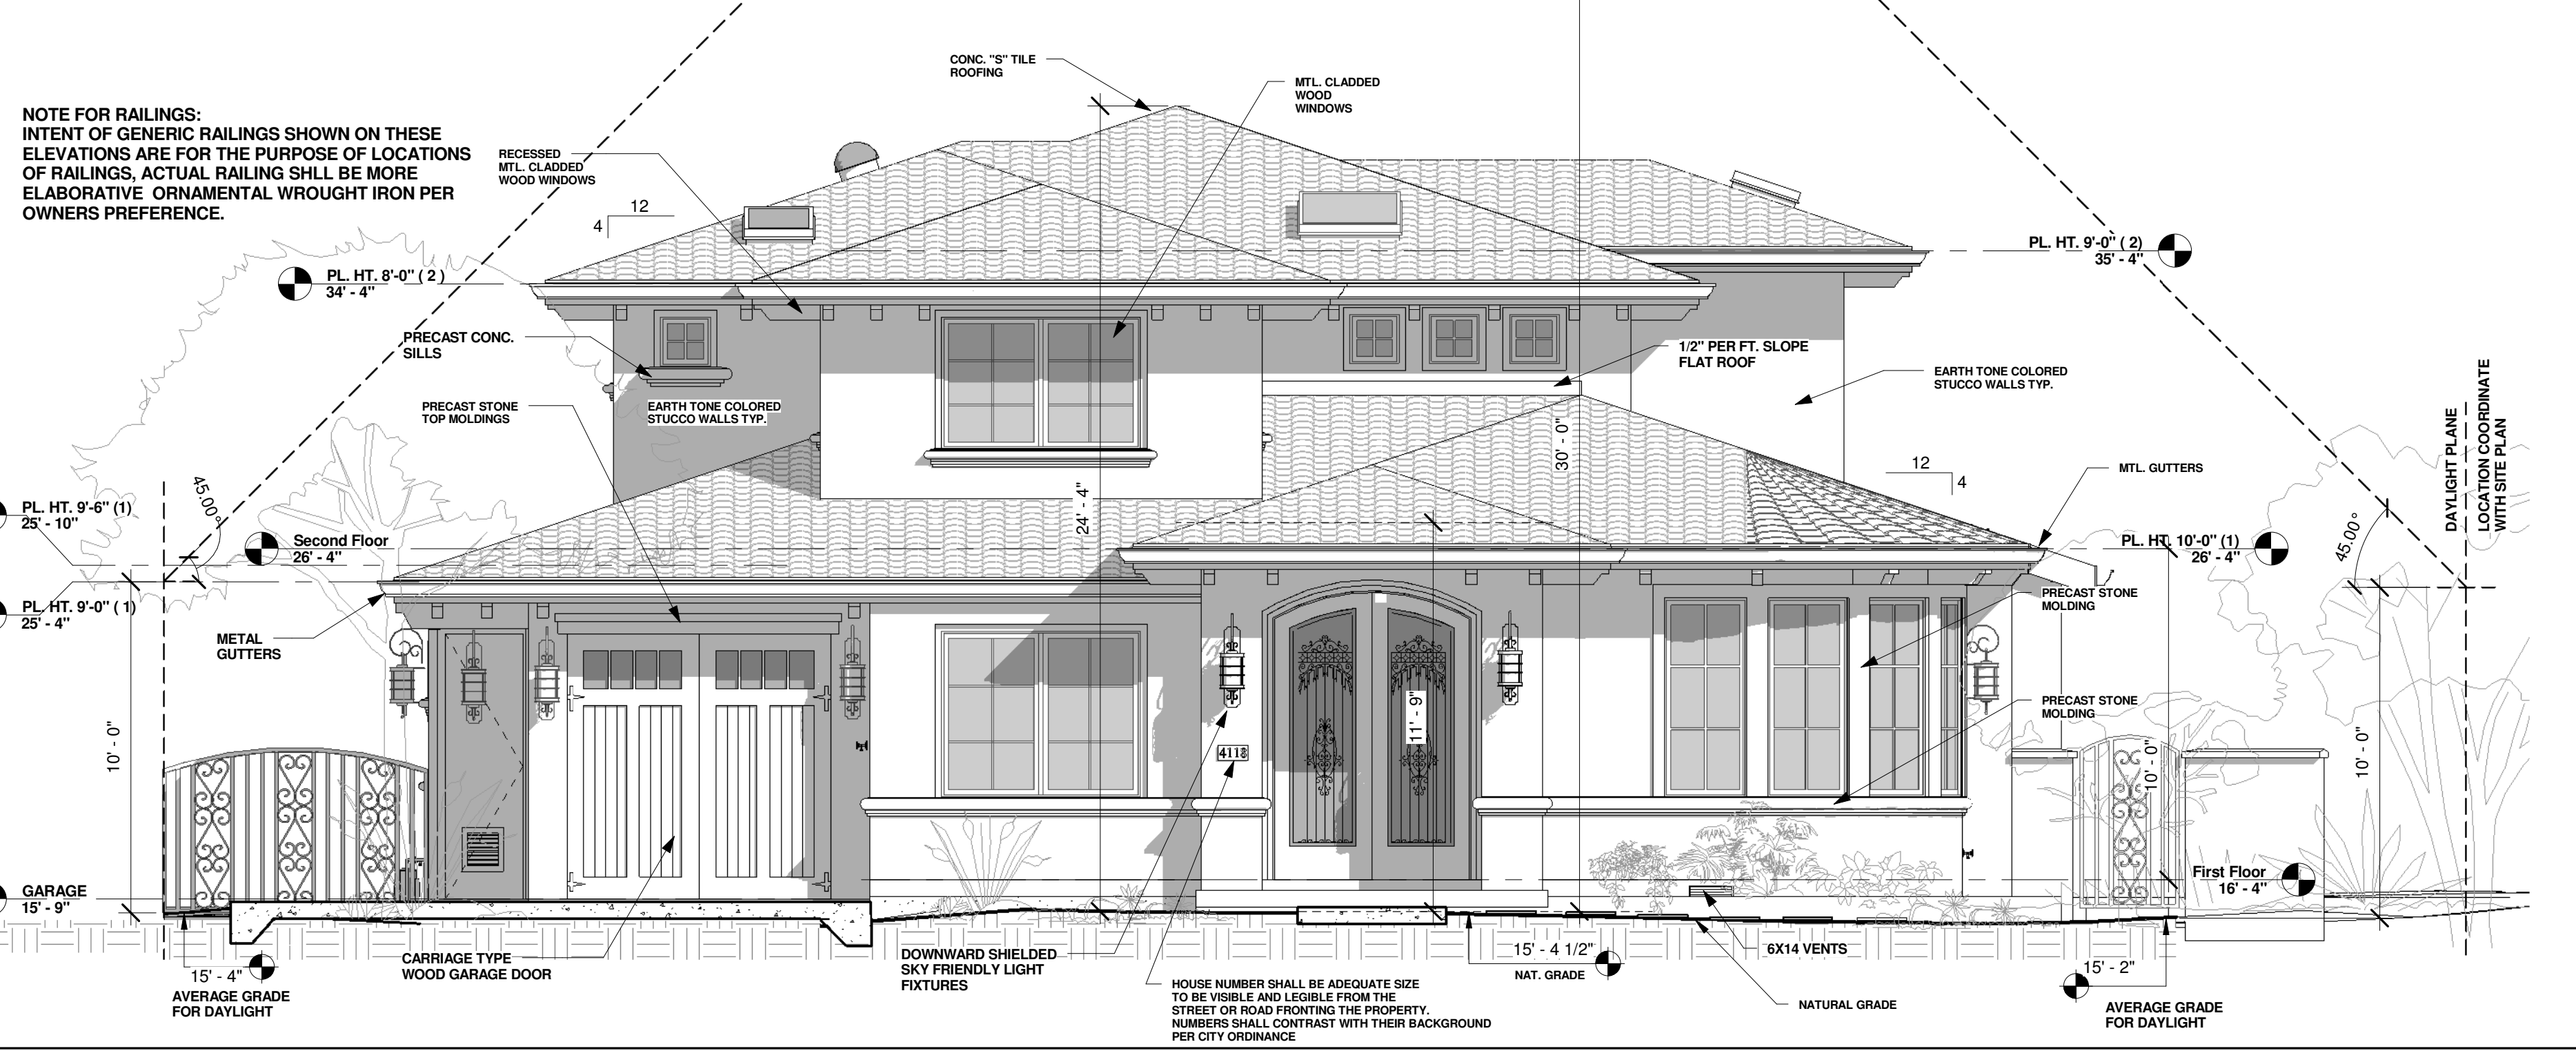 NOTE FOR RAILINGS:
INTENT OF GENERIC RAILINGS SHOWN ON THESE
ELEVATIONS ARE FOR THE PURPOSE OF LOCATIONS
OF RAILINGS, ACTUAL RAILING SHLL BE MORE
ELABORATIVE ORNAMENTAL WROUGHT IRON PER
OWNERS PREFERENCE.
CONC. "S" TILE
ROOFING
MTL. CLADDED
WOOD
WINDOWS
RECESSED
MTL. CLADDED
WOOD WINDOWS
12
4
PL. HT. 8'-0" ( 2 )
34' - 4"
PL. HT. 9'-0" ( 2)
35' - 4"
PRECAST CONC.
SILLS
1/2" PER FT. SLOPE
FLAT ROOF
EARTH TONE COLORED
STUCCO WALLS TYP.
PRECAST STONE
TOP MOLDINGS
EARTH TONE COLORED
STUCCO WALLS TYP.
DAYLIGHT PLANE
LOCATION COORDINATE
WITH SITE PLAN
30' - 0"
12
4
MTL. GUTTERS
45.00°
24' - 4"
PL. HT. 9'-6" (1)
25' - 10"
Second Floor
26' - 4"
PL. HT. 10'-0" (1)
26' - 4"
45.00°
PL. HT. 9'-0" ( 1)
25' - 4"
PRECAST STONE
MOLDING
METAL
GUTTERS
PRECAST STONE
MOLDING
10' - 0"
11' - 9"
4118
10' - 0"
10' - 0"
GARAGE
15' - 9"
First Floor
16' - 4"
15' - 4"
AVERAGE GRADE
FOR DAYLIGHT
CARRIAGE TYPE
WOOD GARAGE DOOR
DOWNWARD SHIELDED
SKY FRIENDLY LIGHT
FIXTURES
HOUSE NUMBER SHALL BE ADEQUATE SIZE
TO BE VISIBLE AND LEGIBLE FROM THE
STREET OR ROAD FRONTING THE PROPERTY.
NUMBERS SHALL CONTRAST WITH THEIR BACKGROUND
PER CITY ORDINANCE
15' - 4 1/2"
NAT. GRADE
6X14 VENTS
NATURAL GRADE
15' - 2"
AVERAGE GRADE
FOR DAYLIGHT